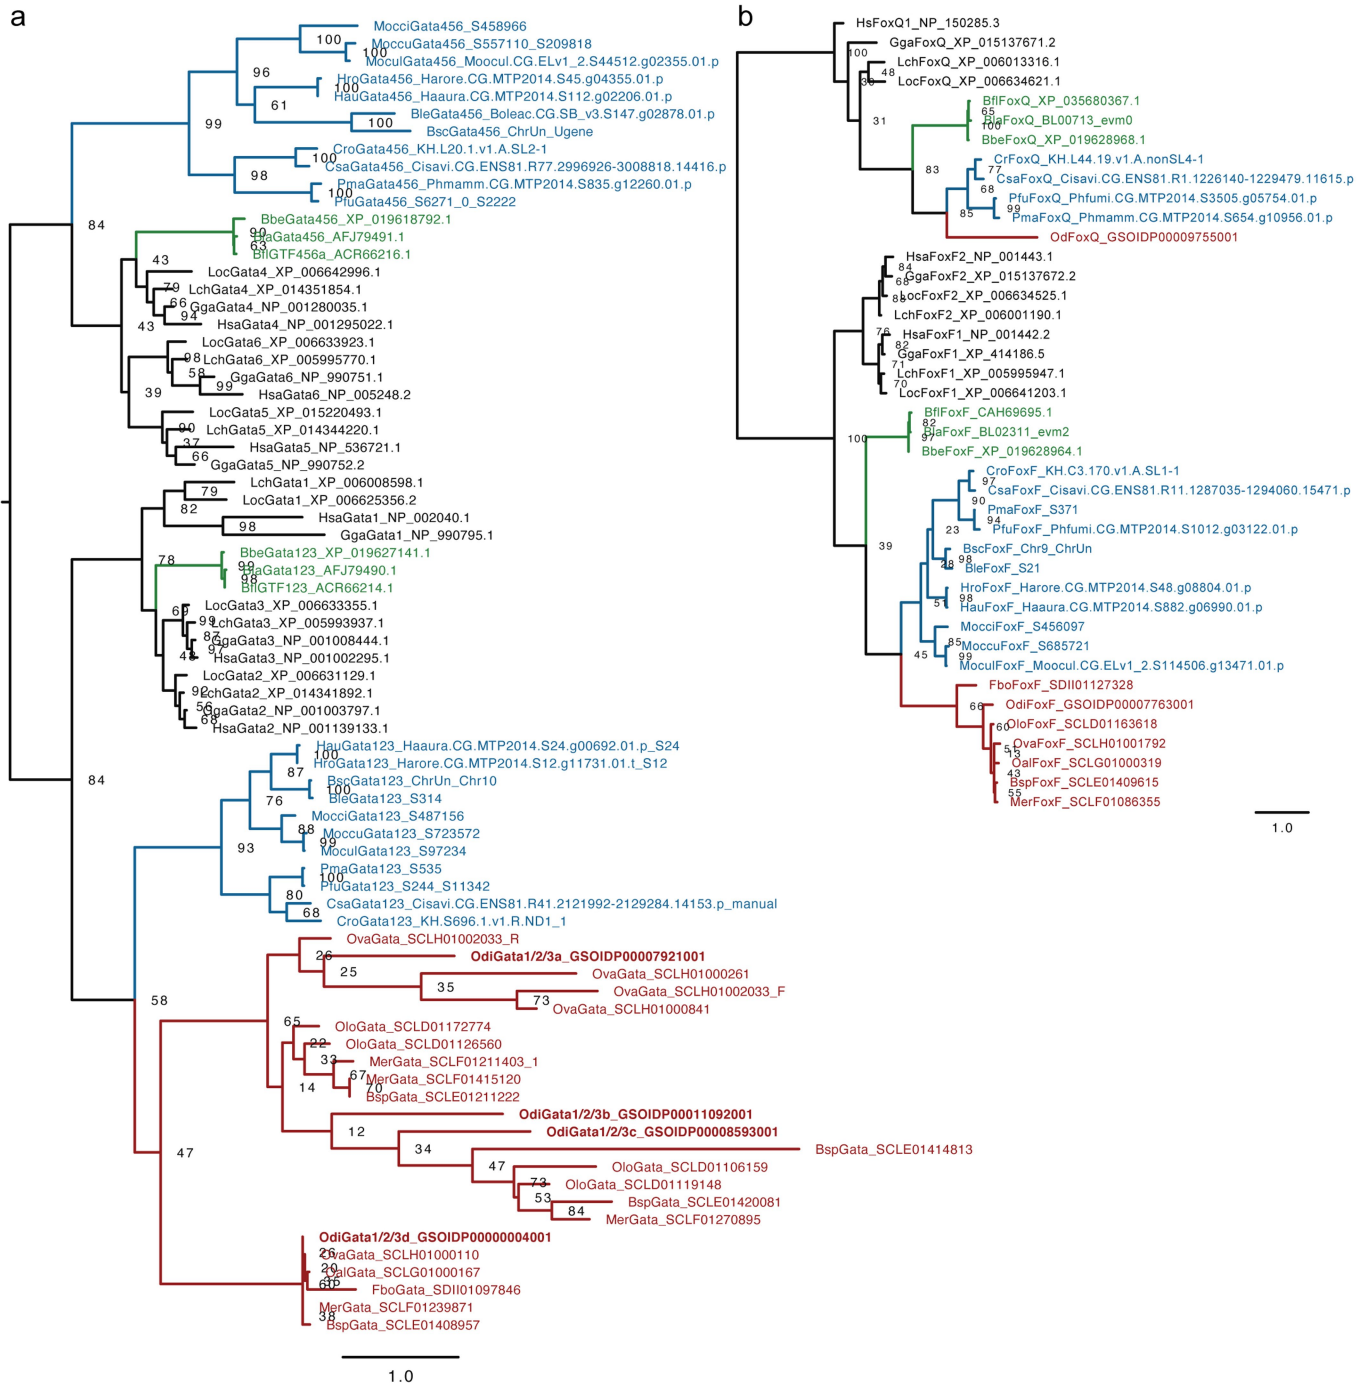 a
MocciGata456_S458966
100
MoccuGata456_S557110_S209818
100
MoculGata456_Moocul.CG.ELv1_2.S44512.g02355.01.p
96
HroGata456_Harore.CG.MTP2014.S45.g04355.01.p
100
HauGata456_Haaura.CG.MTP2014.S112.g02206.01.p
61
BleGata456_Boleac.CG.SB_v3.S147.g02878.01.p
100
99
BscGata456_ChrUn_Ugene
CroGata456_KH.L20.1.v1.A.SL2-1
100
CsaGata456_Cisavi.CG.ENS81.R77.2996926-3008818.14416.p
98
PmaGata456_Phmamm.CG.MTP2014.S835.g12260.01.p
100
PfuGata456_S6271_0_S2222
84
BbeGata456_XP_019618792.1
90
BlaGata456_AFJ79491.1
63
BflGTF456a_ACR66216.1
43
LocGata4_XP_006642996.1
79
LchGata4_XP_014351854.1
66
GgaGata4_NP_001280035.1
94
HsaGata4_NP_001295022.1
43
LocGata6_XP_006633923.1
98
LchGata6_XP_005995770.1
58
GgaGata6_NP_990751.1
99
HsaGata6_NP_005248.2
39
LocGata5_XP_015220493.1
90
LchGata5_XP_014344220.1
37
HsaGata5_NP_536721.1
66
GgaGata5_NP_990752.2
LchGata1_XP_006008598.1
79
LocGata1_XP_006625356.2
82
HsaGata1_NP_002040.1
98
GgaGata1_NP_990795.1
78
BbeGata123_XP_019627141.1
99
BlaGata123_AFJ79490.1
98
BflGTF123_ACR66214.1
LocGata3_XP_006633355.1
69
LchGata3_XP_005993937.1
99
GgaGata3_NP_001008444.1
87
97
HsaGata3_NP_001002295.1
48
LocGata2_XP_006631129.1
92
LchGata2_XP_014341892.1
56
GgaGata2_NP_001003797.1
68
HsaGata2_NP_001139133.1
84
HauGata123_Haaura.CG.MTP2014.S24.g00692.01.p_S24
100
HroGata123_Harore.CG.MTP2014.S12.g11731.01.t_S12
87
BscGata123_ChrUn_Chr10
100
BleGata123_S314
76
MocciGata123_S487156
88
MoccuGata123_S723572
99
MoculGata123_S97234
93
PmaGata123_S535
100
PfuGata123_S244_S11342
80
CsaGata123_Cisavi.CG.ENS81.R41.2121992-2129284.14153.p_manual
68
CroGata123_KH.S696.1.v1.R.ND1_1
58
OvaGata_SCLH01002033_R
26
OdiGata1/2/3a_GSOIDP00007921001
25
OvaGata_SCLH01000261
35
OvaGata_SCLH01002033_F
73
OvaGata_SCLH01000841
65
OloGata_SCLD01172774
22
OloGata_SCLD01126560
33
MerGata_SCLF01211403_1
67
MerGata_SCLF01415120
70
BspGata_SCLE01211222
14
OdiGata1/2/3b_GSOIDP00011092001
12
OdiGata1/2/3c_GSOIDP00008593001
34
BspGata_SCLE01414813
47
47
OloGata_SCLD01106159
73
OloGata_SCLD01119148
53
BspGata_SCLE01420081
84
MerGata_SCLF01270895
OdiGata1/2/3d_GSOIDP00000004001
26
OvaGata_SCLH01000110
20
OalGata_SCLG01000167
60
FboGata_SDII01097846
MerGata_SCLF01239871
38
BspGata_SCLE01408957
1.0
b
HsFoxQ1_NP_150285.3
GgaFoxQ_XP_015137671.2
100
LchFoxQ_XP_006013316.1
48
LocFoxQ_XP_006634621.1
31
BflFoxQ_XP_035680367.1
65
BlaFoxQ_BL00713_evm0
100
BbeFoxQ_XP_019628968.1
83
CrFoxQ_KH.L44.19.v1.A.nonSL4-1
77
CsaFoxQ_Cisavi.CG.ENS81.R1.1226140-1229479.11615.p
68
PfuFoxQ_Phfumi.CG.MTP2014.S3505.g05754.01.p
99
85
PmaFoxQ_Phmamm.CG.MTP2014.S654.g10956.01.p
OdFoxQ_GSOIDP00009755001
HsaFoxF2_NP_001443.1
84
GgaFoxF2_XP_015137672.2
68
LocFoxF2_XP_006634525.1
88
LchFoxF2_XP_006001190.1
76
HsaFoxF1_NP_001442.2
82
GgaFoxF1_XP_414186.5
71
LchFoxF1_XP_005995947.1
70
LocFoxF1_XP_006641203.1
100
BflFoxF_CAH69695.1
82
BlaFoxF_BL02311_evm2
97
BbeFoxF_XP_019628964.1
39
CroFoxF_KH.C3.170.v1.A.SL1-1
97
CsaFoxF_Cisavi.CG.ENS81.R11.1287035-1294060.15471.p
90
PmaFoxF_S371
94
PfuFoxF_Phfumi.CG.MTP2014.S1012.g03122.01.p
23
BscFoxF_Chr9_ChrUn
98
28
BleFoxF_S21
HroFoxF_Harore.CG.MTP2014.S48.g08804.01.p
98
51
HauFoxF_Haaura.CG.MTP2014.S882.g06990.01.p
MocciFoxF_S456097
85
MoccuFoxF_S685721
99
45
MoculFoxF_Moocul.CG.ELv1_2.S114506.g13471.01.p
FboFoxF_SDII01127328
66
OdiFoxF_GSOIDP00007763001
60
OloFoxF_SCLD01163618
51
OvaFoxF_SCLH01001792
13
OalFoxF_SCLG01000319
43
BspFoxF_SCLE01409615
55
MerFoxF_SCLF01086355
1.0